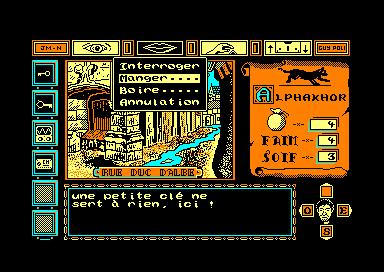 JM-N
GUY POLI
Interroger
Manger----
Boire-----
Annulation
ALPHAXHOR
4
FAIM 4
SOIF 3
RUE DUC D'ALBE
une petite clé ne
sert à rien, ici !
O E
S